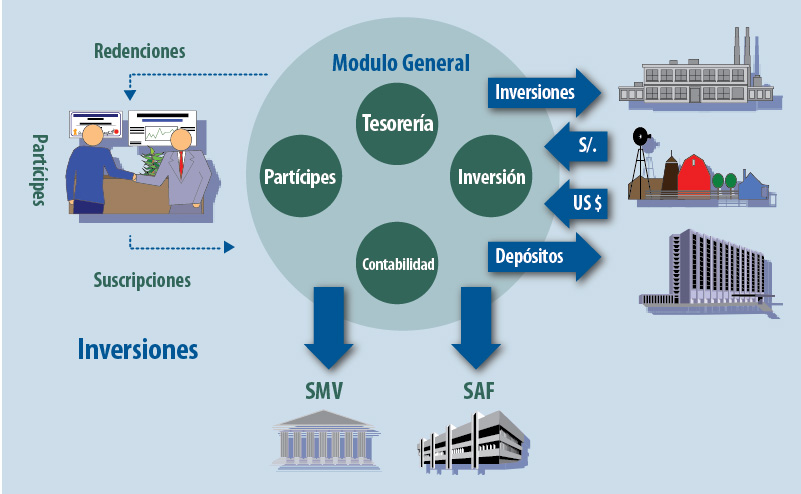 Redenciones
Modulo General
Inversiones
Tesorería
S/.
Partícipes
Partícipes
Inversión
US $
Depósitos
Contabilidad
Suscripciones
Inversiones
SMV
SAF